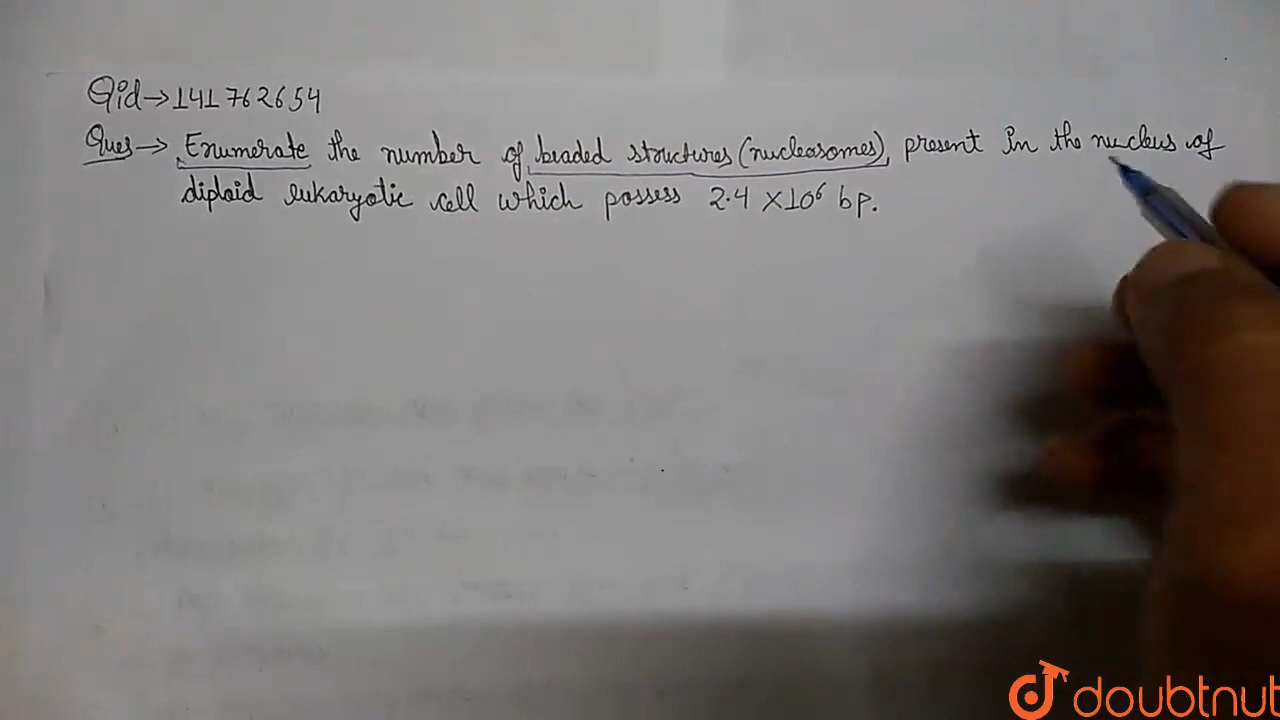 Qid→141762654
Ques→ Enumerate the number of beaded structures (nucleosomes), present in the nucleus of
diploid eukaryotic cell which possess 2.4 ×10⁶ bp.
doubtnut